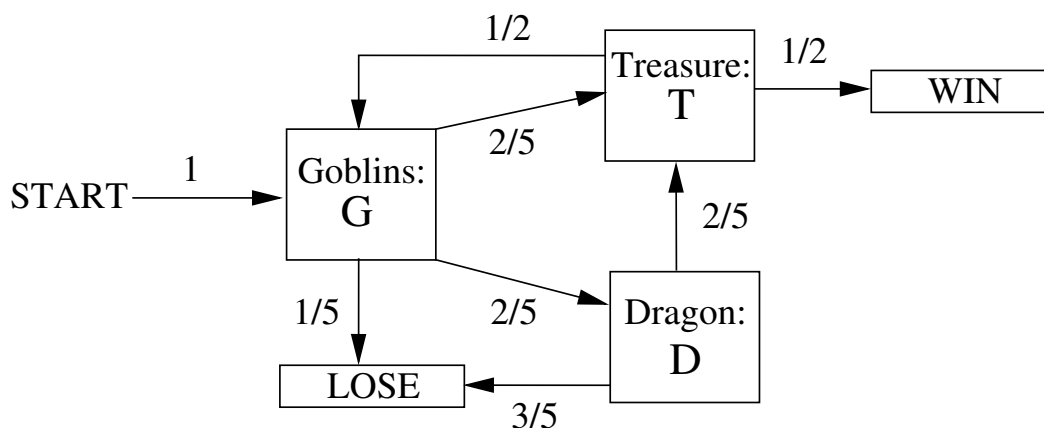 1/2
Treasure:
T
1/2
WIN
2/5
START
1
Goblins:
G
2/5
1/5
2/5
Dragon:
D
LOSE
3/5